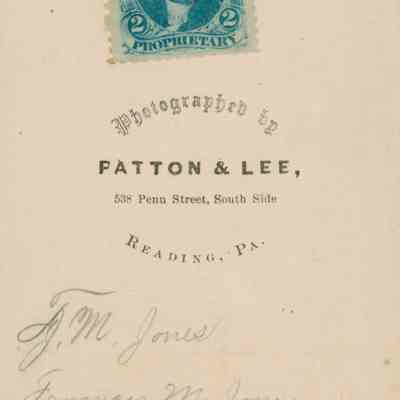 2 2
PROPRIETARY
Photographed by
PATTON & LEE,
538 Penn Street, South Side
READING, PA.
J. M. Jones
M.